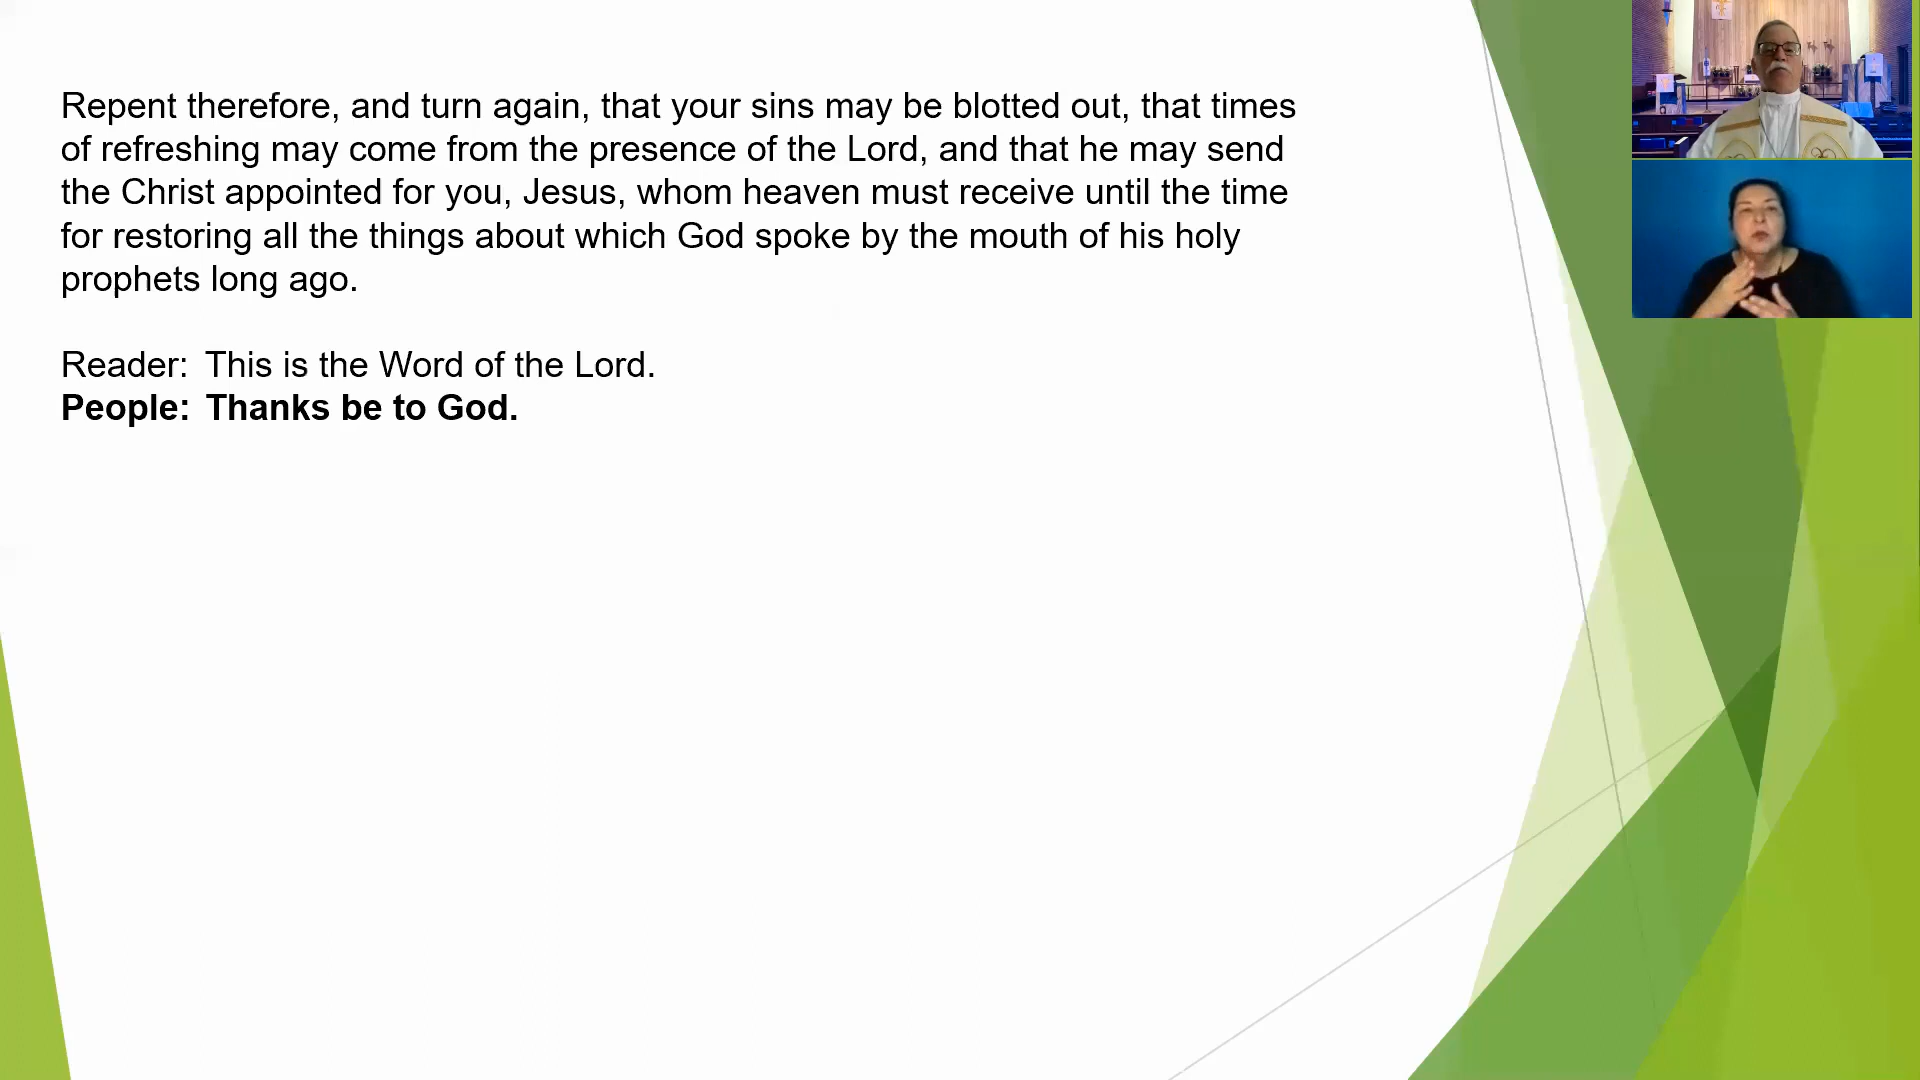 Repent therefore, and turn again, that your sins may be blotted out, that times
of refreshing may come from the presence of the Lord, and that he may send
the Christ appointed for you, Jesus, whom heaven must receive until the time
for restoring all the things about which God spoke by the mouth of his holy
prophets long ago.
Reader: This is the Word of the Lord.
People: Thanks be to God.